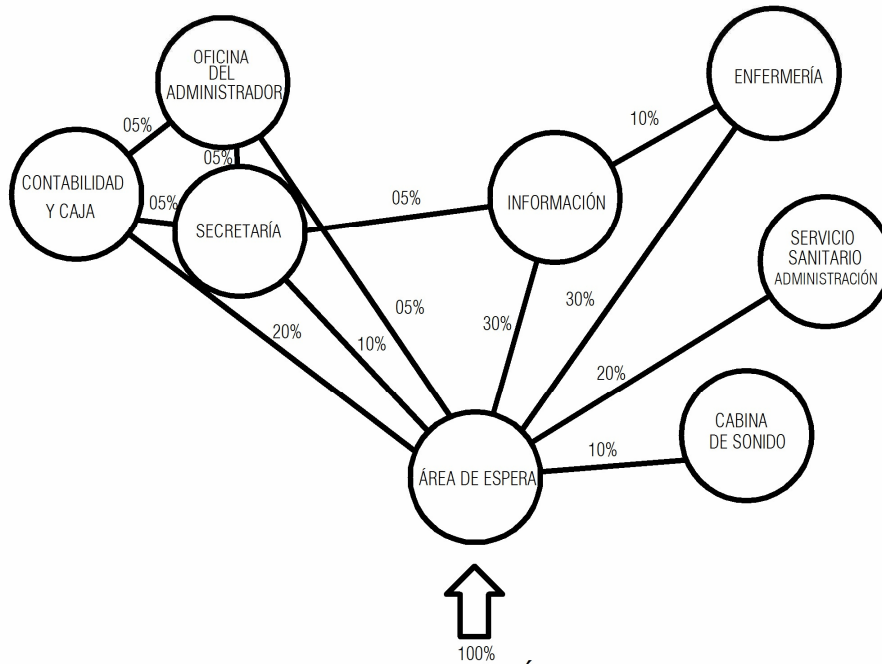 OFICINA
DEL
ADMINISTRADOR
ENFERMERÍA
05%
10%
05%
CONTABILIDAD
Y CAJA
05%
05%
INFORMACIÓN
SECRETARÍA
SERVICIO
SANITARIO
ADMINISTRACIÓN
20%
10%
05%
30%
30%
20%
CABINA
DE SONIDO
10%
ÁREA DE ESPERA
100%